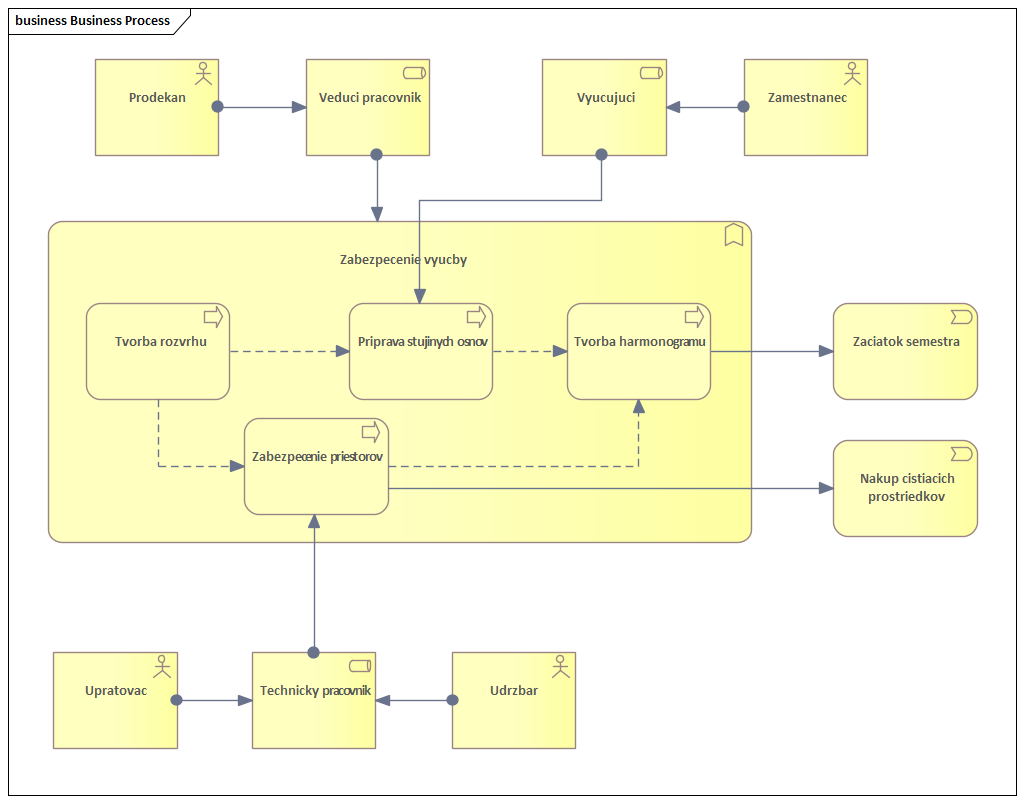 business Business Process
Prodekan
Veduci pracovnik
Vyucujuci
Zamestnanec
Zabezpecenie vyucby
Tvorba rozvrhu
Priprava stujinych osnov
Tvorba harmonogramu
Zaciatok semestra
Zabezpecenie priestorov
Nakup cistiacich
prostriedkov
Upratovac
Technicky pracovnik
Udrzbar